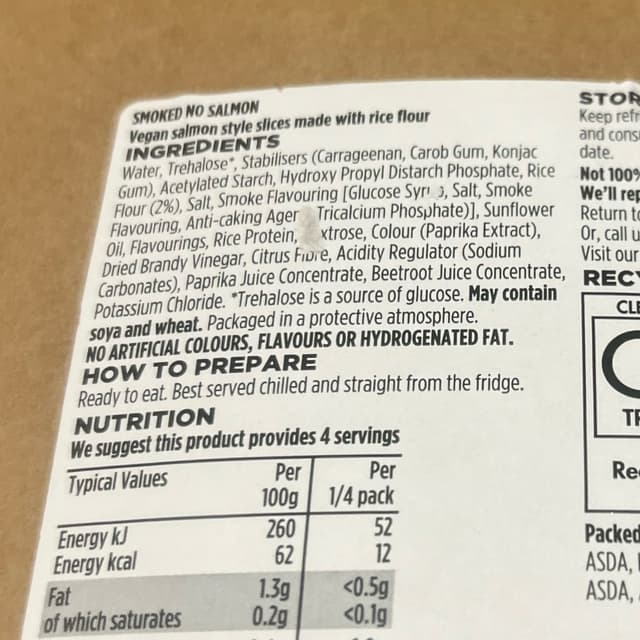 SMOKED NO SALMON
Vegan salmon style slices made with rice flour
INGREDIENTS
Water, Trehalose*, Stabilisers (Carrageenan, Carob Gum, Konjac
Gum), Acetylated Starch, Hydroxy Propyl Distarch Phosphate, Rice
Flour (2%), Salt, Smoke Flavouring [Glucose Syr), Salt, Smoke
Flavouring, Anti-caking Ager Tricalcium Phosphate)], Sunflower
Oil, Flavourings, Rice Protein, xtrose, Colour (Paprika Extract),
Dried Brandy Vinegar, Citrus Fibre, Acidity Regulator (Sodium
Carbonates), Paprika Juice Concentrate, Beetroot Juice Concentrate,
Potassium Chloride. *Trehalose is a source of glucose. May contain
soya and wheat. Packaged in a protective atmosphere.
NO ARTIFICIAL COLOURS, FLAVOURS OR HYDROGENATED FAT.
HOW TO PREPARE
Ready to eat. Best served chilled and straight from the fridge.
NUTRITION
We suggest this product provides 4 servings
Typical Values Per 100g Per 1/4 pack
Energy kJ 260 52
Energy kcal 62 12
Fat 1.3g <0.5g
of which saturates 0.2g <0.1g
STOR
Keep refr
and cons
date.
Not 100%
We'll rep
Return to
Or, call u
Visit our
RECY
CLE
TR
Re
Packed
ASDA,
ASDA,